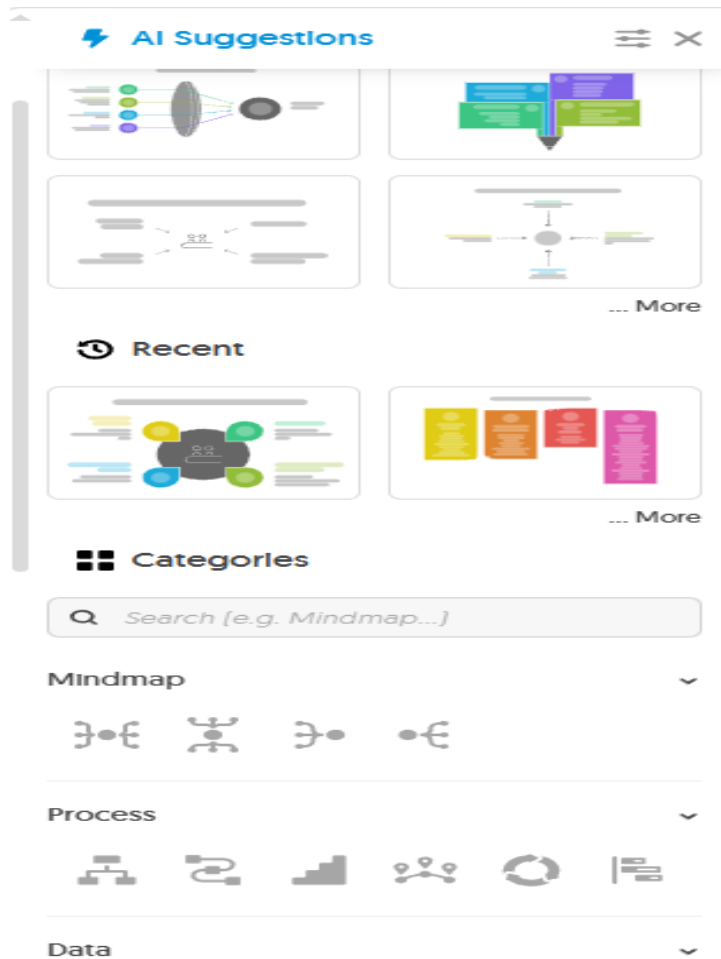 AI Suggestions
... More
Recent
... More
Categories
Search [e.g. Mindmap...]
Mindmap
Process
Data